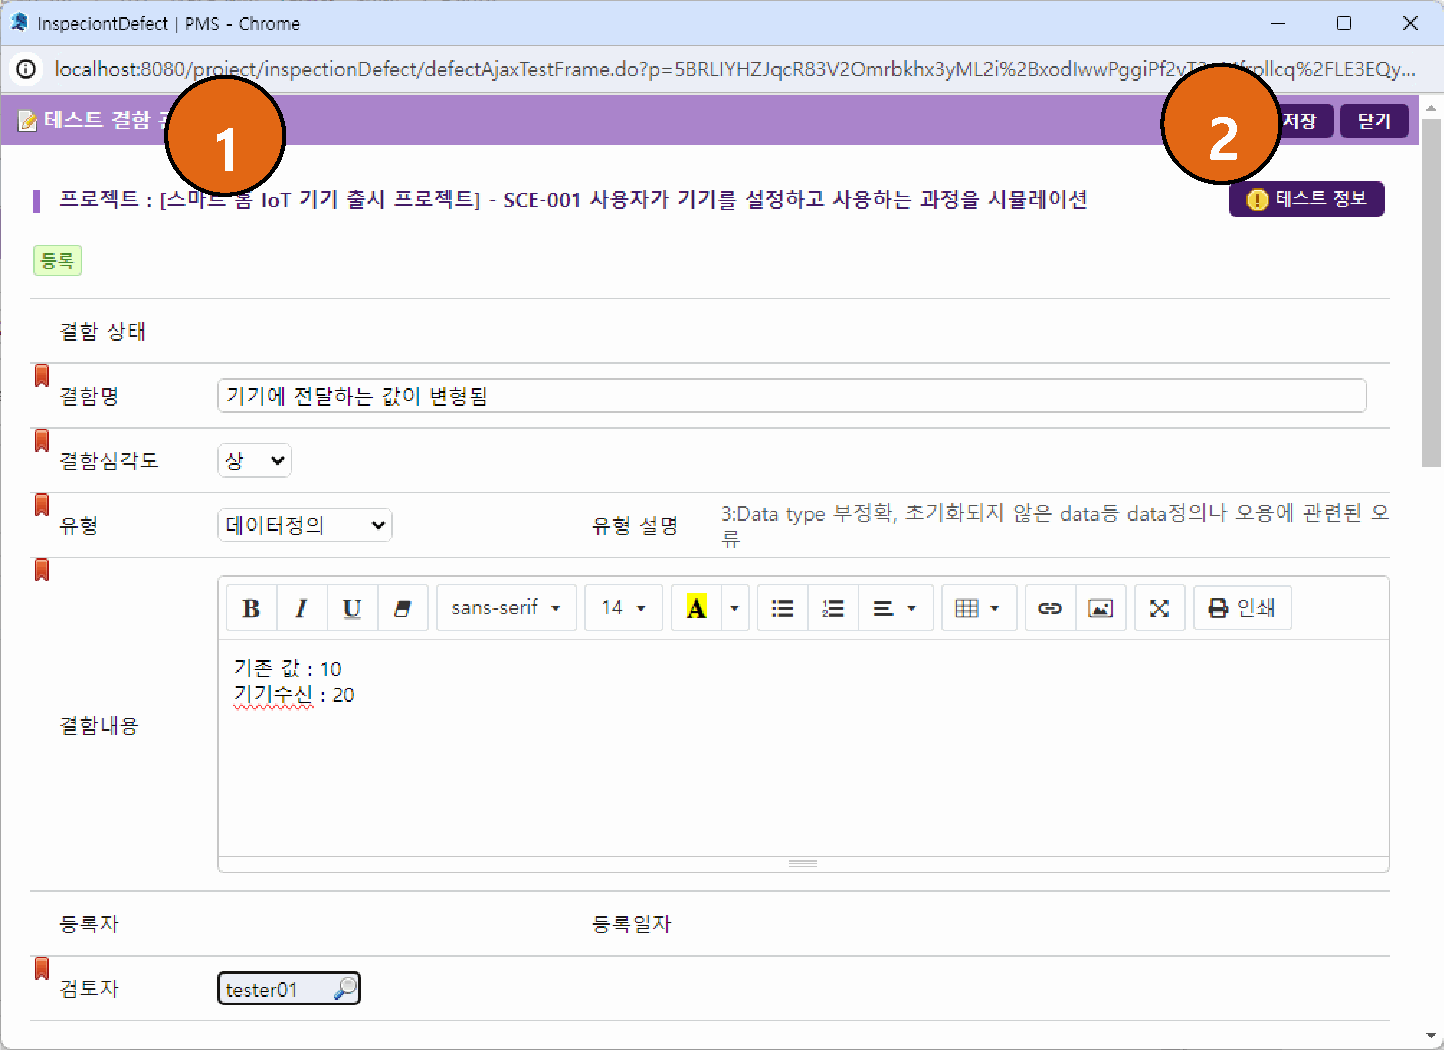 InspeciontDefect | PMS - Chrome
localhost:8080/project/inspectionDefect/defectAjaxTestFrame.do?p=5BRLIYHZJqcR83V2Omrbkhx3yML2i%2BxodIwwPggiPf2vT
테스트 결함
1
2
저장
닫기
프로젝트 : [스마트 홈 IoT 기기 출시 프로젝트] - SCE-001 사용자가 기기를 설정하고 사용하는 과정을 시뮬레이션
테스트 정보
등록
결함 상태
결함명
기기에 전달하는 값이 변형됨
결함심각도
상
유형
데이터정의
유형 설명
3:Data type 부정확, 초기화되지 않은 data등 data정의나 오용에 관련된 오
류
B I U sans-serif 14 A 인쇄
기존 값 : 10
기기수신 : 20
결함내용
등록자
등록일자
검토자
tester01